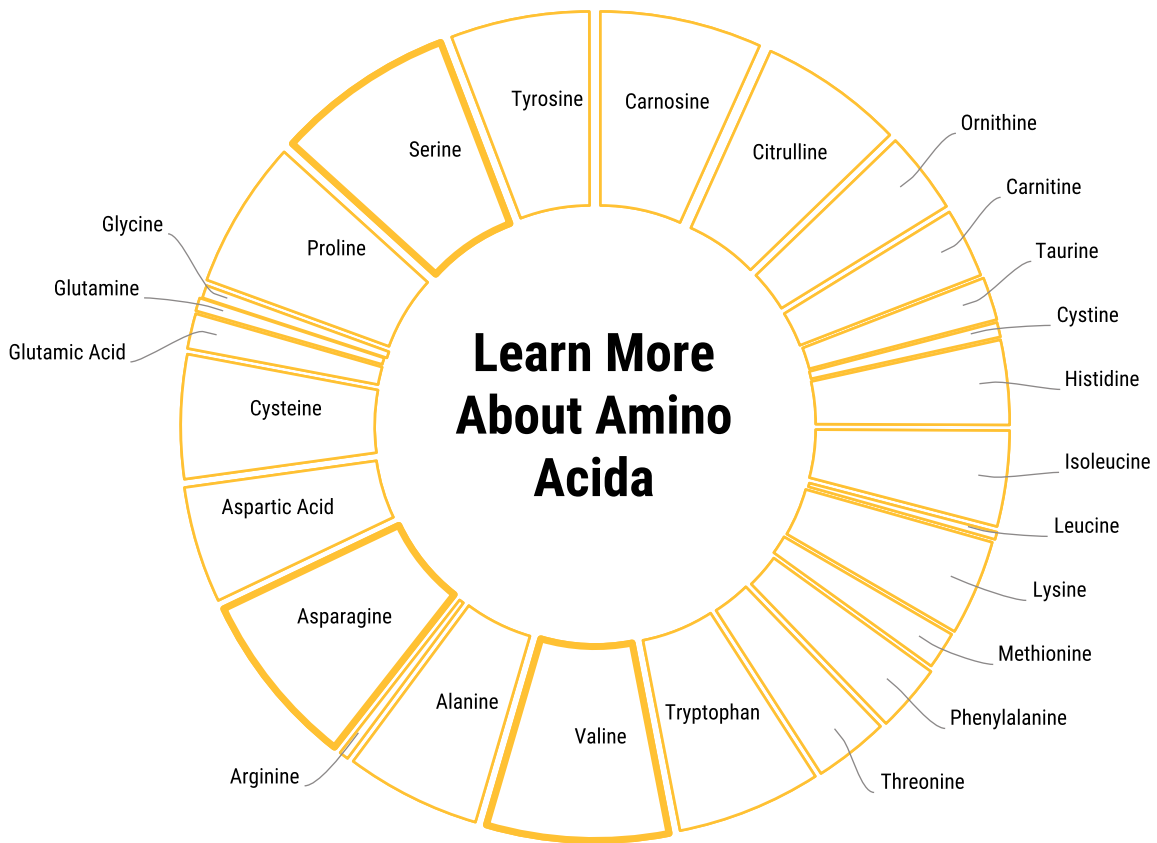 Learn More
About Amino
Acida
Carnosine
Citrulline
Ornithine
Carnitine
Taurine
Cystine
Histidine
Isoleucine
Leucine
Lysine
Methionine
Phenylalanine
Threonine
Tryptophan
Valine
Alanine
Arginine
Asparagine
Aspartic Acid
Cysteine
Glutamic Acid
Glutamine
Glycine
Proline
Serine
Tyrosine